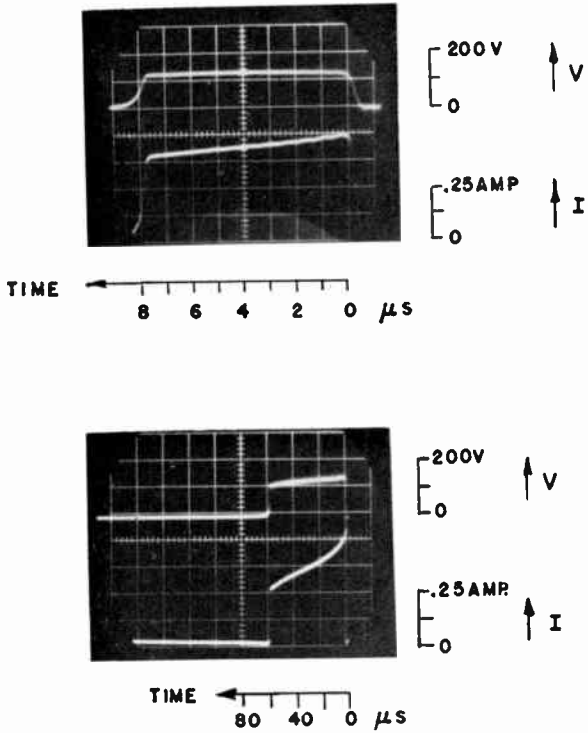 200V
V
0
.25AMP
I
0
TIME
8 6 4 2 0 μs
200V
V
0
.25AMP.
I
0
TIME
80 40 0 μs